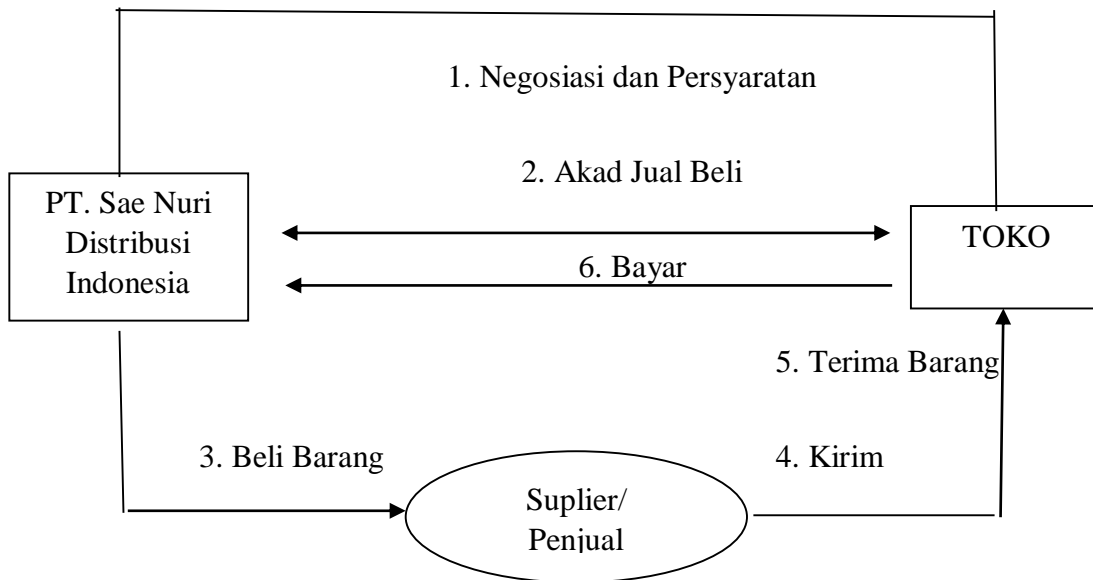 1. Negosiasi dan Persyaratan
2. Akad Jual Beli
PT. Sae Nuri
Distribusi
Indonesia
TOKO
6. Bayar
5. Terima Barang
3. Beli Barang
4. Kirim
Suplier/
Penjual